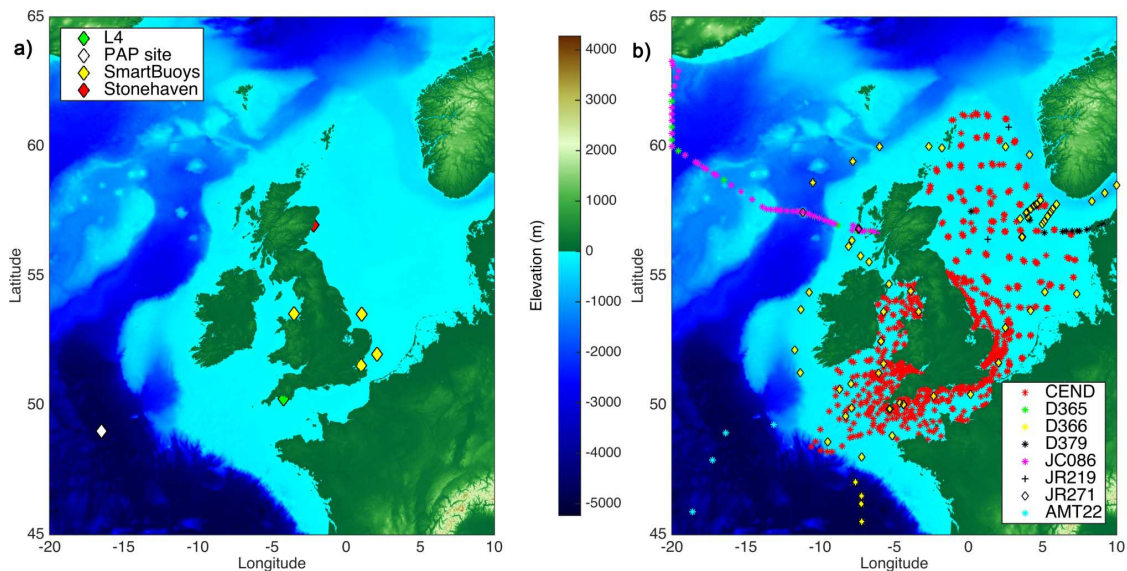 a)
L4
PAP site
SmartBuoys
Stonehaven
65
60
55
50
45
Latitude
-20
-15
-10
-5
0
5
10
Longitude
4000
3000
2000
1000
0
-1000
-2000
-3000
-4000
-5000
Elevation (m)
b)
65
60
55
50
45
Latitude
CEND
D365
D366
D379
JC086
JR219
JR271
AMT22
-20
-15
-10
-5
0
5
10
Longitude